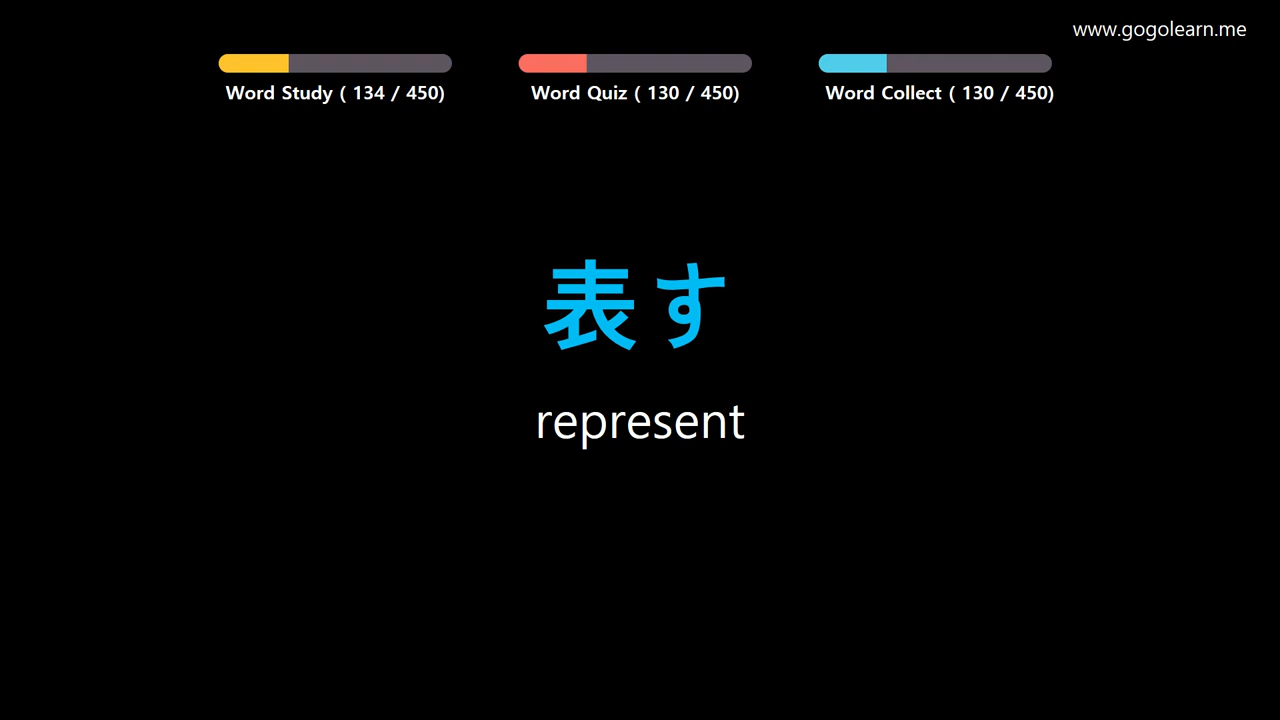 www.gogolearn.me
Word Study ( 134 / 450)
Word Quiz ( 130 / 450)
Word Collect ( 130 / 450)
表す
represent